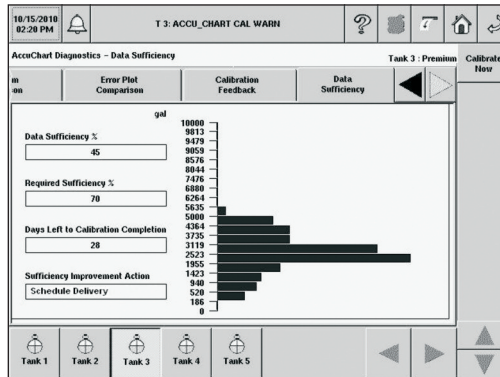 10/15/2010
02:20 PM
T 3: ACCU_CHART CAL WARN
AccuChart Diagnostics - Data Sufficiency
Tank 3 : Premium
Calibrate
Now
m
on
Error Plot
Comparison
Calibration
Feedback
Data
Sufficiency
gal
Data Sufficiency %
45
Required Sufficiency %
70
Days Left to Calibration Completion
28
Sufficiency Improvement Action
Schedule Delivery
10000
9813
9479
9059
8576
8044
7476
6880
6264
5635
5000
4364
3735
3119
2523
1955
1423
940
520
186
0
Tank 1
Tank 2
Tank 3
Tank 4
Tank 5